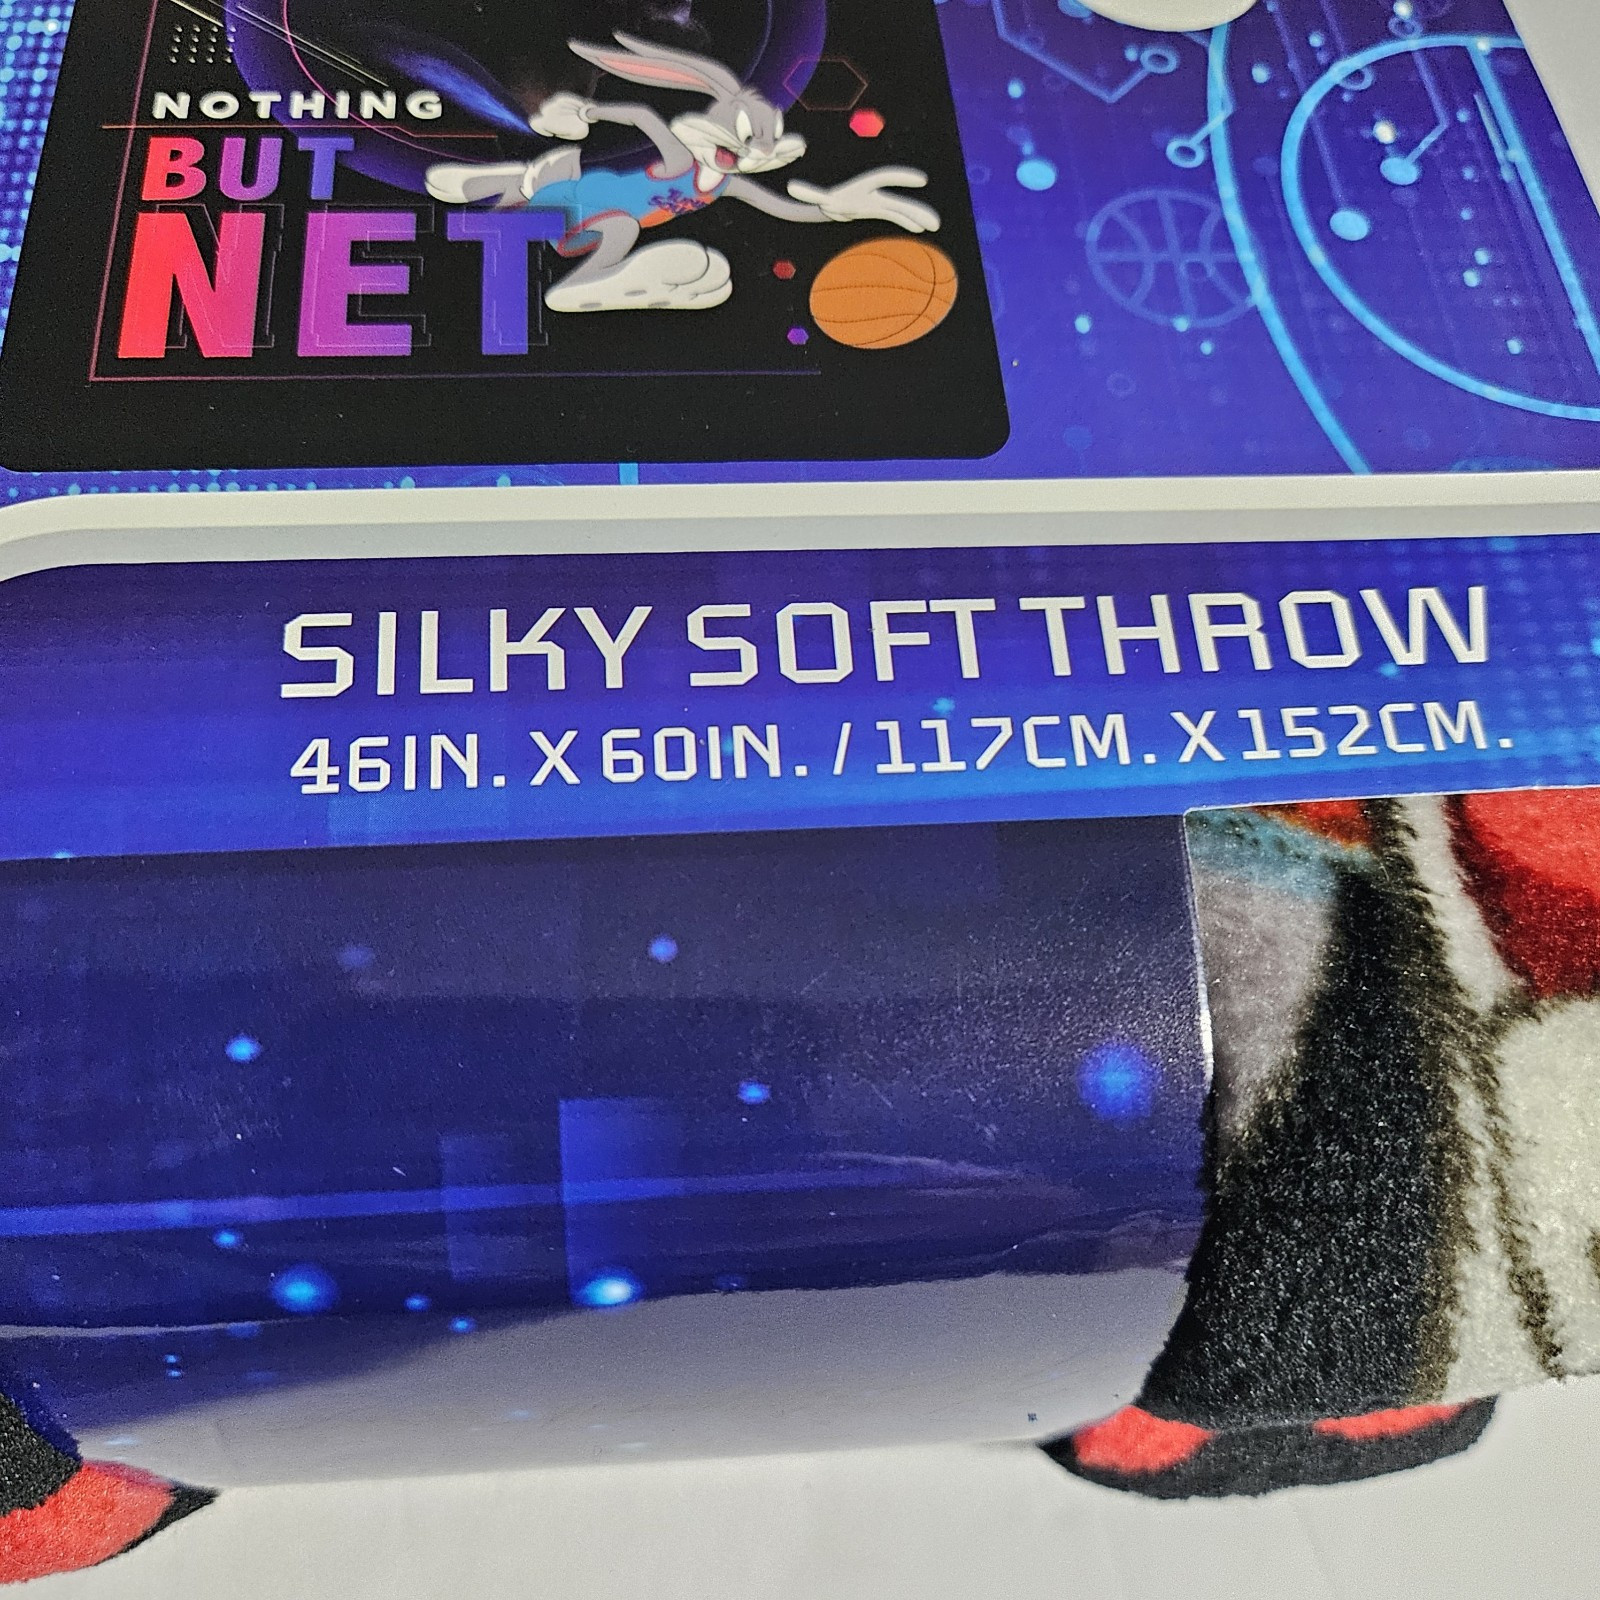 NOTHING
BUT
NET
SILKY SOFT THROW
46IN. X 60IN. / 117CM. X 152CM.